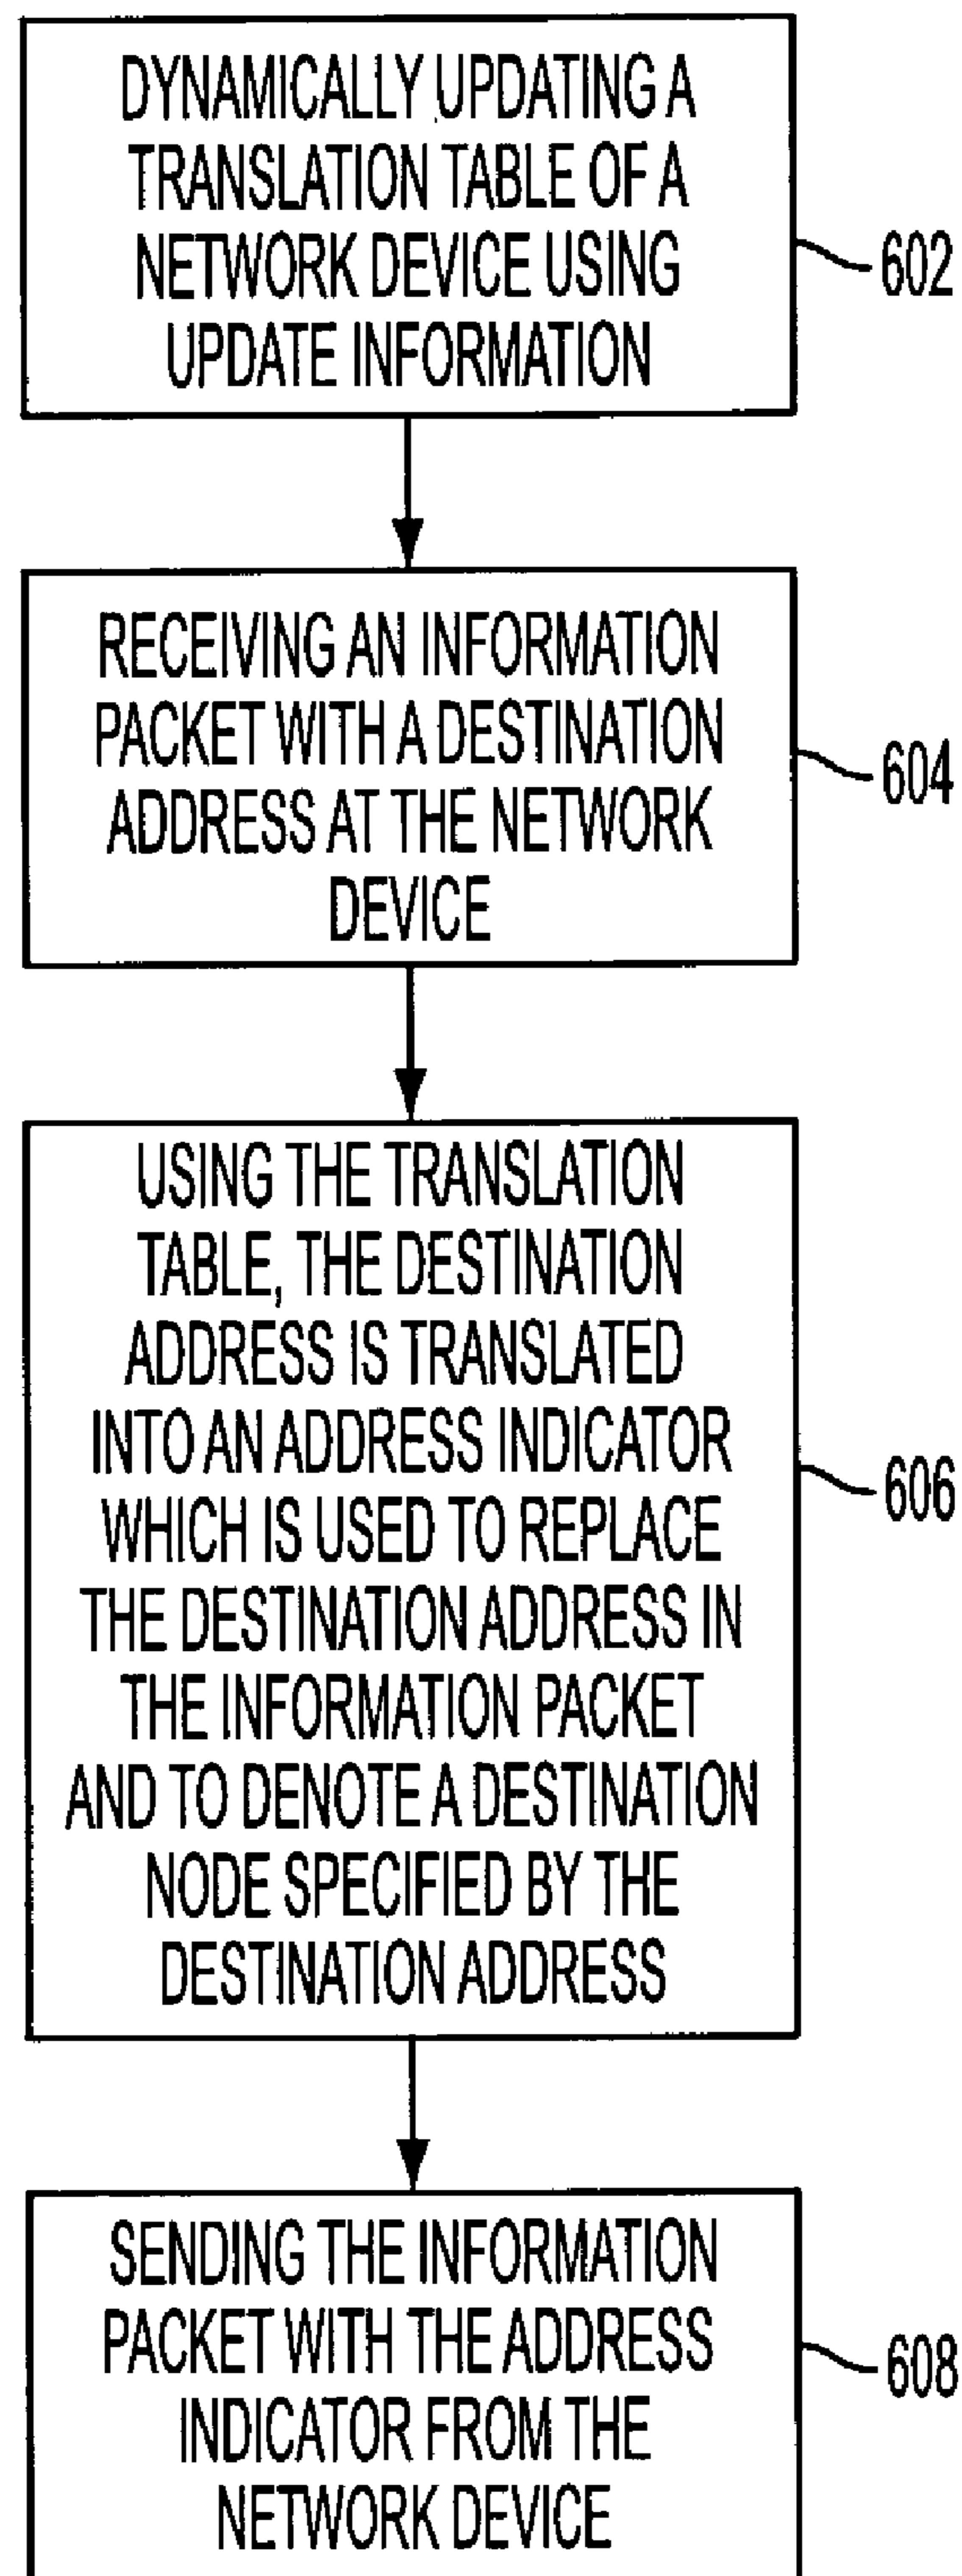 DYNAMICALLY UPDATING A
TRANSLATION TABLE OF A
NETWORK DEVICE USING
UPDATE INFORMATION
602
RECEIVING AN INFORMATION
PACKET WITH A DESTINATION
ADDRESS AT THE NETWORK
DEVICE
604
USING THE TRANSLATION
TABLE, THE DESTINATION
ADDRESS IS TRANSLATED
INTO AN ADDRESS INDICATOR
WHICH IS USED TO REPLACE
THE DESTINATION ADDRESS IN
THE INFORMATION PACKET
AND TO DENOTE A DESTINATION
NODE SPECIFIED BY THE
DESTINATION ADDRESS
606
SENDING THE INFORMATION
PACKET WITH THE ADDRESS
INDICATOR FROM THE
NETWORK DEVICE
608